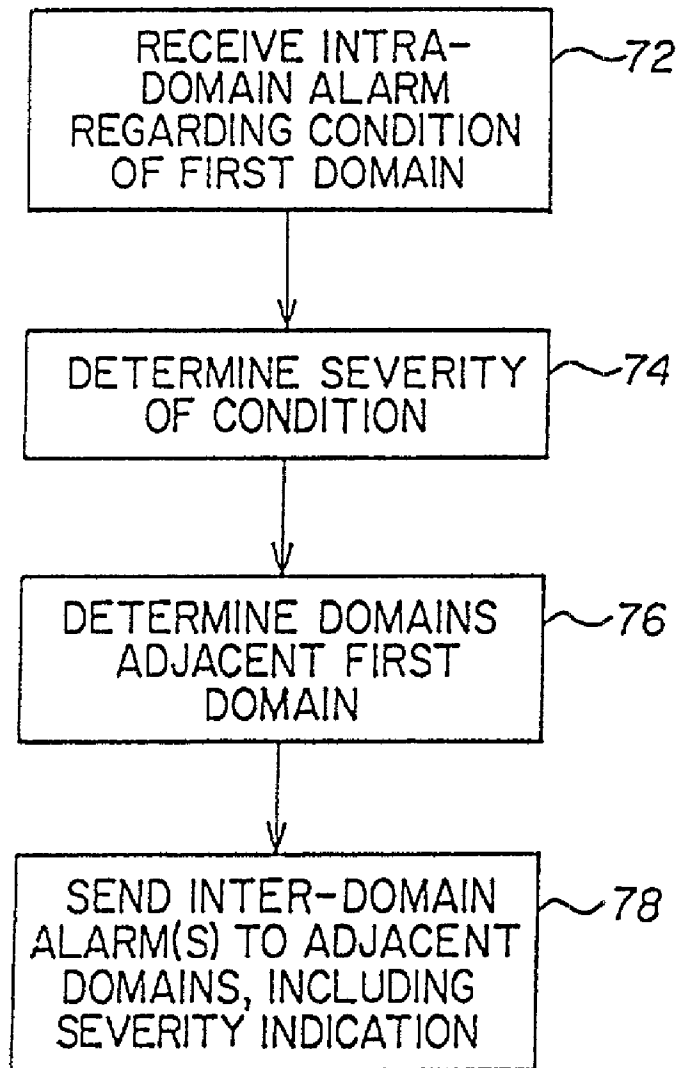 RECEIVE INTRA-
DOMAIN ALARM
REGARDING CONDITION
OF FIRST DOMAIN
72
DETERMINE SEVERITY
OF CONDITION
74
DETERMINE DOMAINS
ADJACENT FIRST
DOMAIN
76
SEND INTER-DOMAIN
ALARM(S) TO ADJACENT
DOMAINS, INCLUDING
SEVERITY INDICATION
78